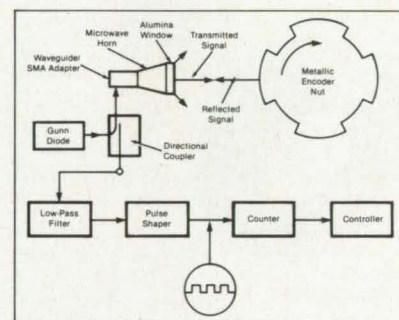 Microwave
Horn
Alumina
Window
Transmitted
Signal
Waveguide/
SMA Adapter
Metallic
Encoder
Nut
Reflected
Signal
Gunn
Diode
Directional
Coupler
Low-Pass
Filter
Pulse
Shaper
Counter
Controller